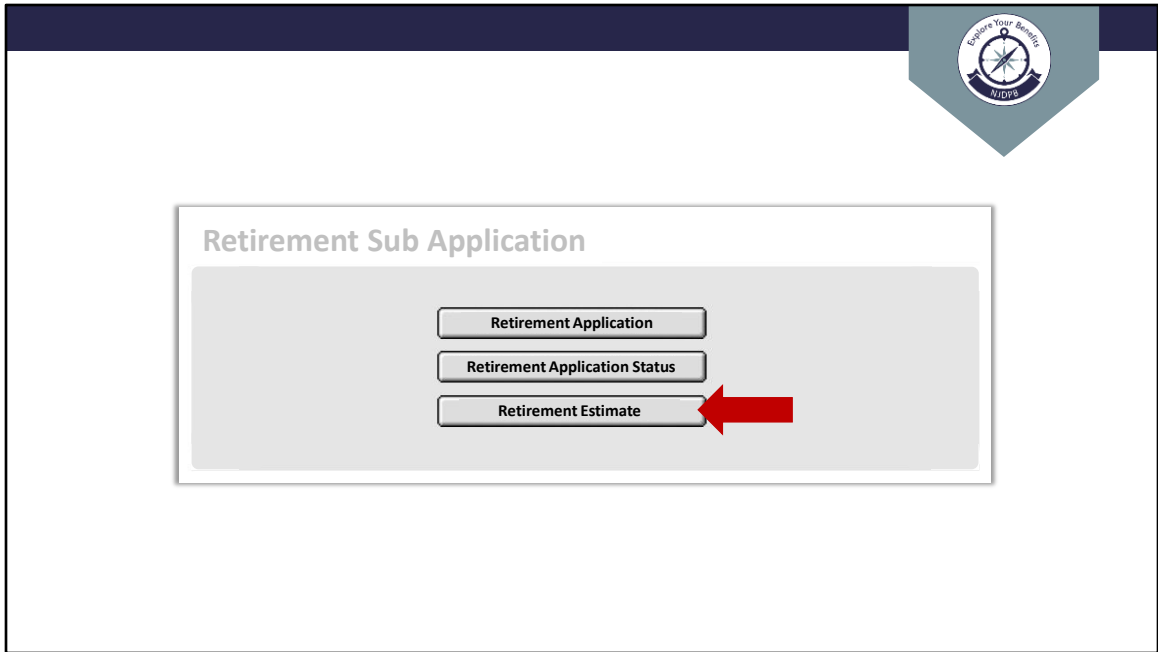 Explore Your Benefits
NJDPB
Retirement Sub Application
Retirement Application
Retirement Application Status
Retirement Estimate